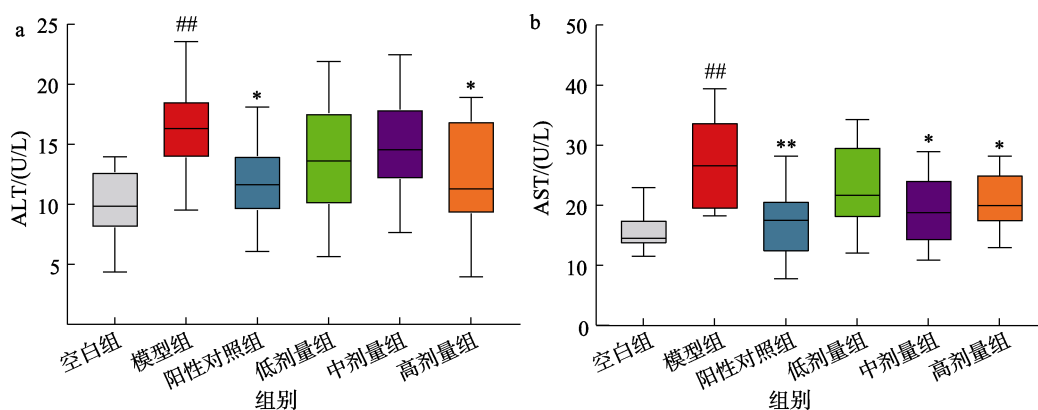 a
ALT/(U/L)
25
20
15
10
5
##
*
*
空白组
模型组
阳性对照组
低剂量组
中剂量组
高剂量组
组别
b
AST/(U/L)
50
40
30
20
10
0
##
**
*
*
空白组
模型组
阳性对照组
低剂量组
中剂量组
高剂量组
组别